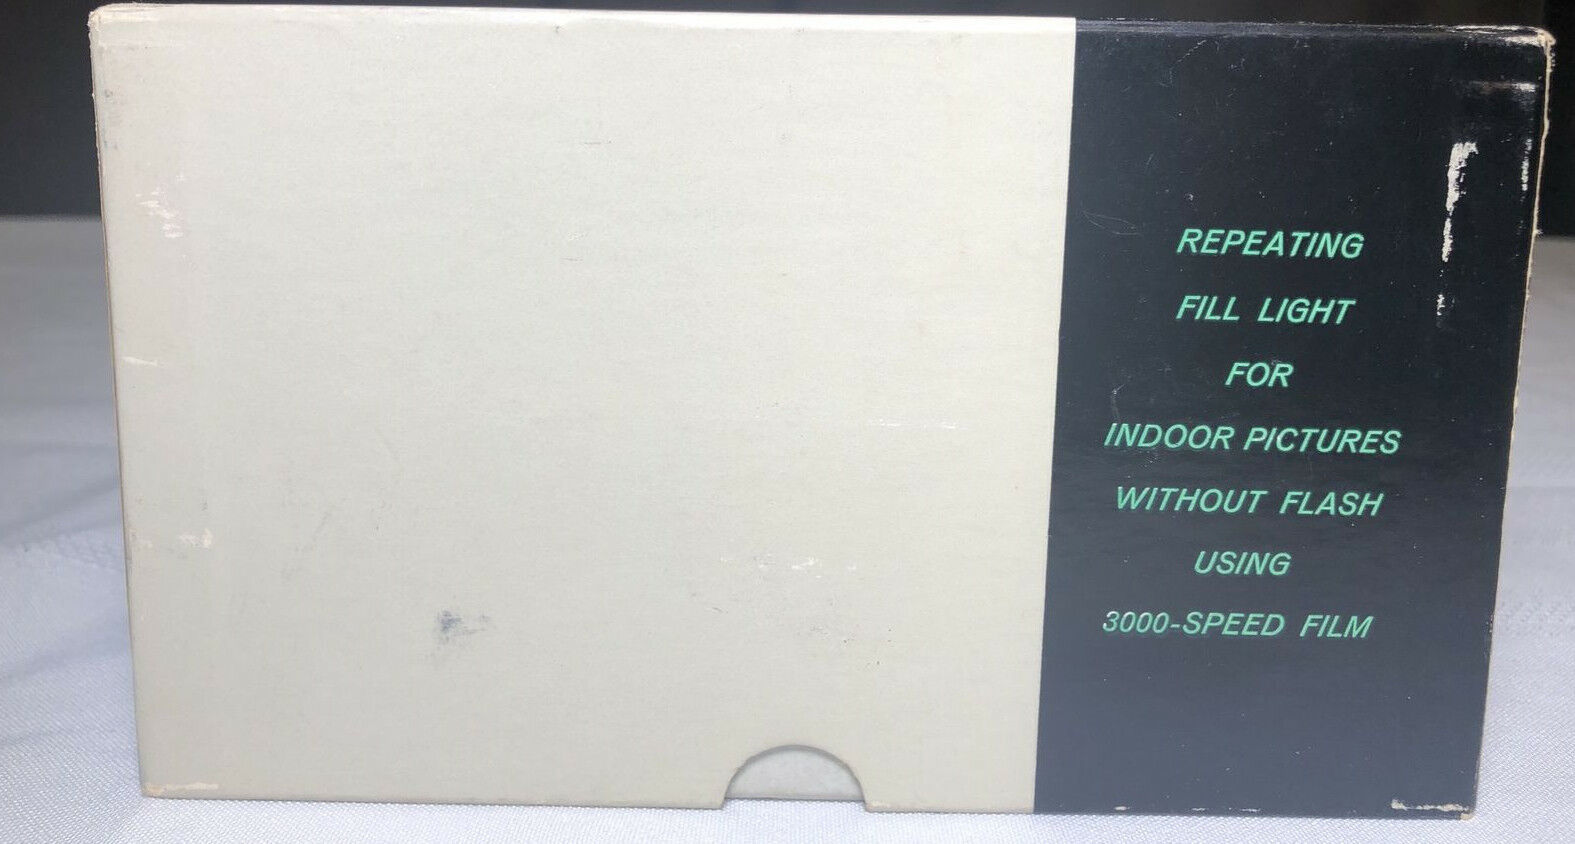 REPEATING
FILL LIGHT
FOR
INDOOR PICTURES
WITHOUT FLASH
USING
3000-SPEED FILM